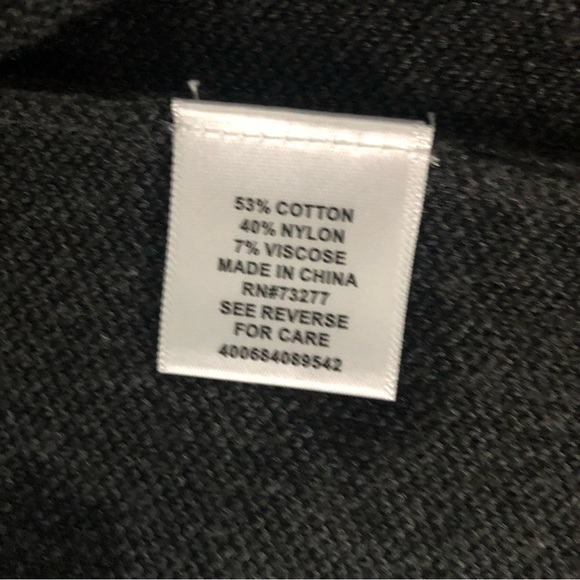 53% COTTON
40% NYLON
7% VISCOSE
MADE IN CHINA
RN#73277
SEE REVERSE
FOR CARE
400684089542